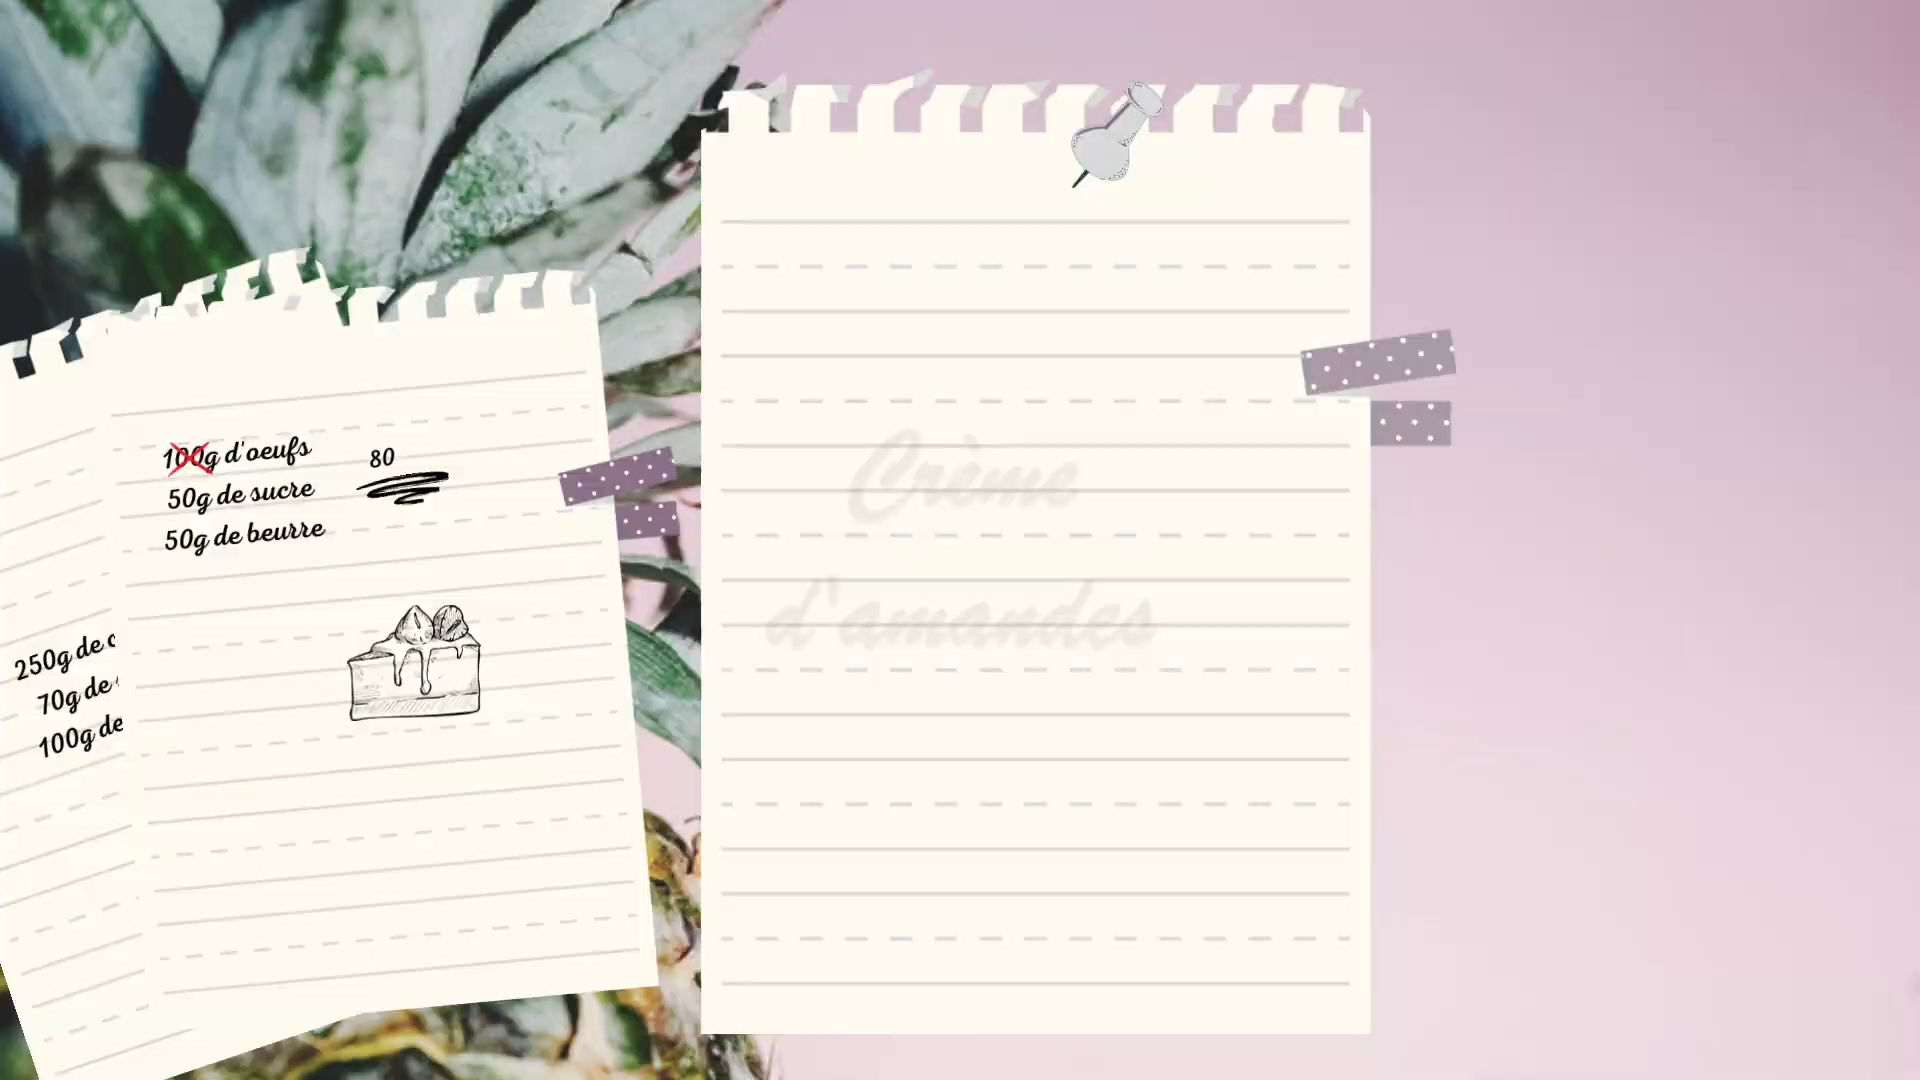 100g d'oeufs 80
50g de sucre
50g de beurre
250g de
70g de
100g de
Crème
d'amandes